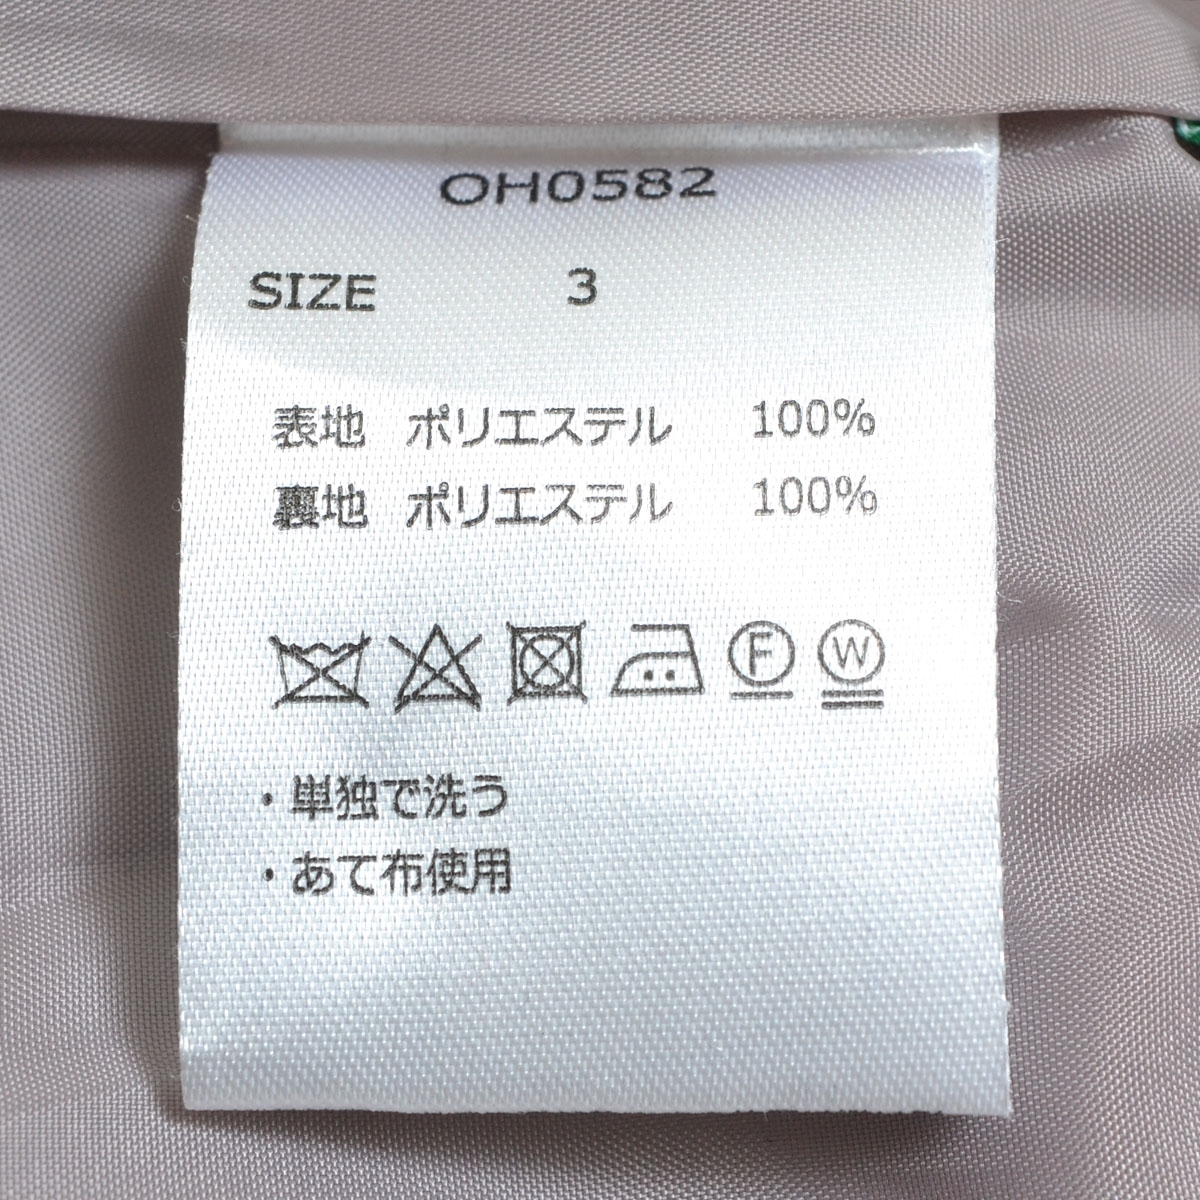 OH0582
SIZE 3
表地 ポリエステル 100%
裏地 ポリエステル 100%
F W
・単独で洗う
・あて布使用